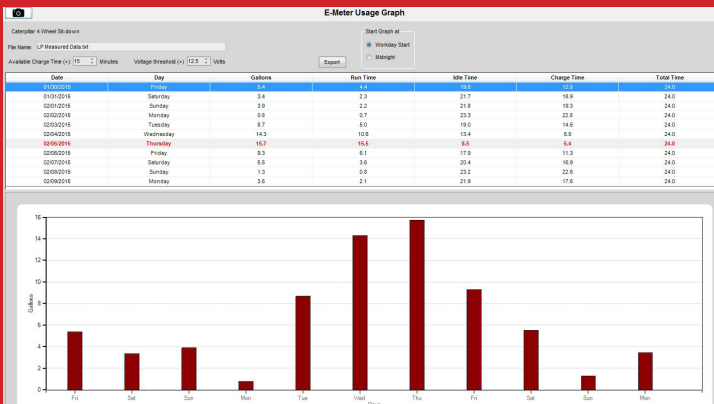 E-Meter Usage Graph
Caterpillar 4 Wheel Sit-down
Start Graph at
File Name: LP Measured Data.txt
Workday Start
Midnight
Available Charge Time (>): 15 Minutes Voltage threshold (>) 12.5 Volts Export
Date Day Gallons Run Time Idle Time Charge Time Total Time
01/30/2015 Friday 5.4 4.4 19.6 12.9 24.0
01/31/2015 Saturday 3.4 2.3 21.7 18.9 24.0
02/01/2015 Sunday 3.9 2.2 21.8 19.3 24.0
02/02/2015 Monday 0.8 0.7 23.3 22.8 24.0
02/03/2015 Tuesday 8.7 5.0 19.0 14.5 24.0
02/04/2015 Wednesday 14.3 10.6 13.4 8.8 24.0
02/05/2015 Thursday 15.7 15.5 8.5 5.4 24.0
02/06/2015 Friday 9.3 6.1 17.9 11.3 24.0
02/07/2015 Saturday 5.5 3.6 20.4 16.9 24.0
02/08/2015 Sunday 1.3 0.8 23.2 22.6 24.0
02/09/2015 Monday 3.5 2.1 21.9 17.6 24.0
16
14
12
10
8
6
4
2
0
Gallons
Fri Sat Sun Mon Tue Wed Thu Fri Sat Sun Mon